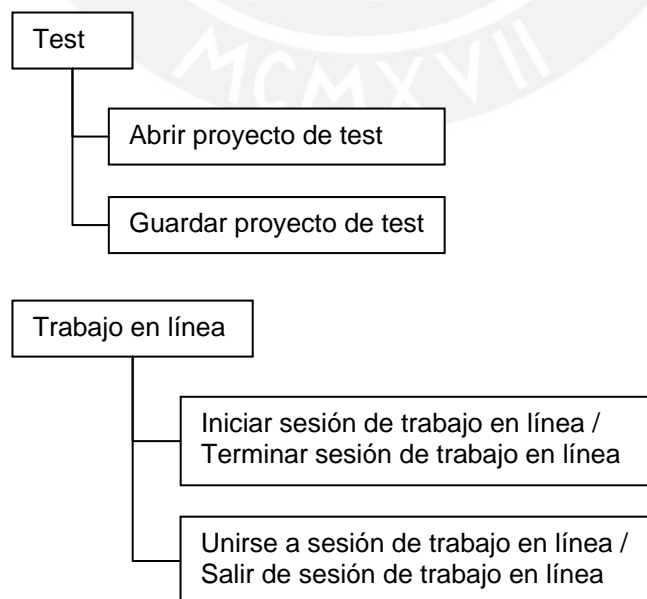 MCMXVII
Test
Abrir proyecto de test
Guardar proyecto de test
Trabajo en línea
Iniciar sesión de trabajo en línea /
Terminar sesión de trabajo en línea
Unirse a sesión de trabajo en línea /
Salir de sesión de trabajo en línea